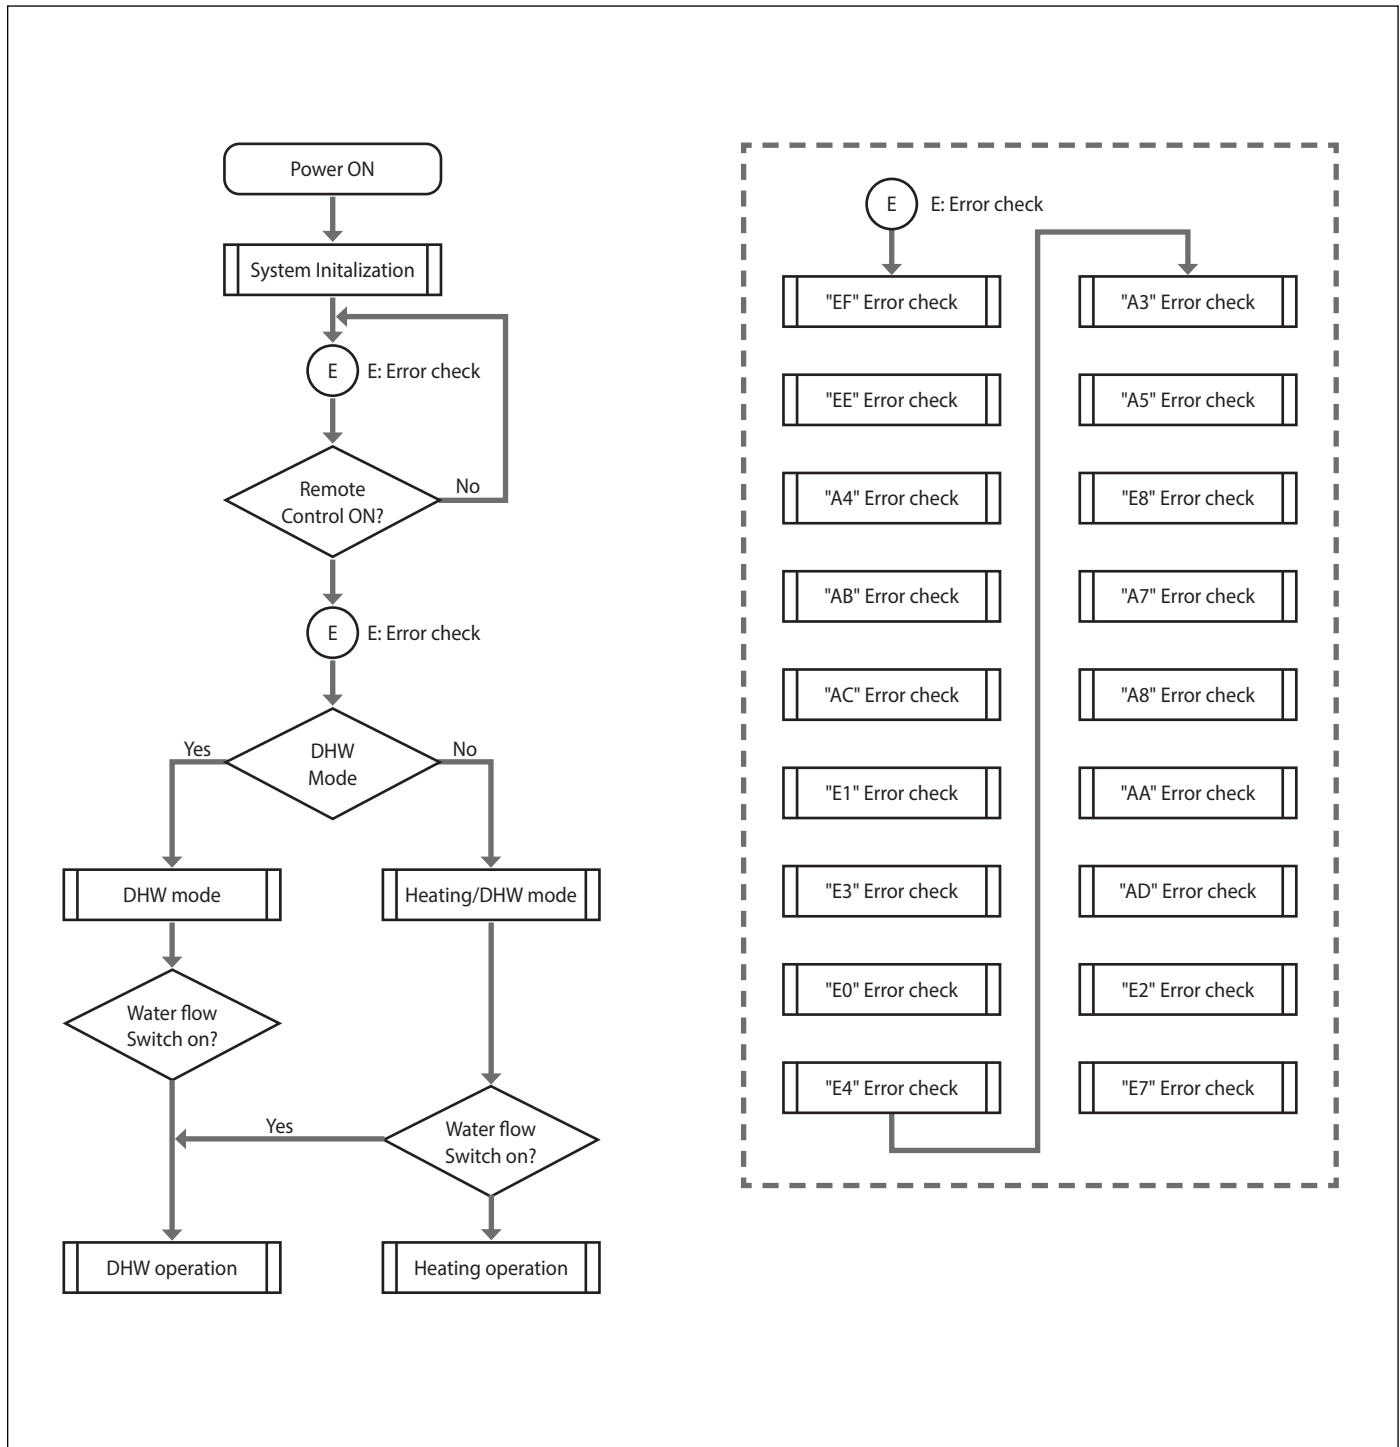 Power ON
System Initalization
E
E: Error check
Remote
Control ON?
No
E
E: Error check
DHW
Mode
Yes
No
DHW mode
Heating/DHW mode
Water flow
Switch on?
Water flow
Switch on?
Yes
DHW operation
Heating operation
E
E: Error check
"EF" Error check
"EE" Error check
"A4" Error check
"AB" Error check
"AC" Error check
"E1" Error check
"E3" Error check
"E0" Error check
"E4" Error check
"A3" Error check
"A5" Error check
"E8" Error check
"A7" Error check
"A8" Error check
"AA" Error check
"AD" Error check
"E2" Error check
"E7" Error check